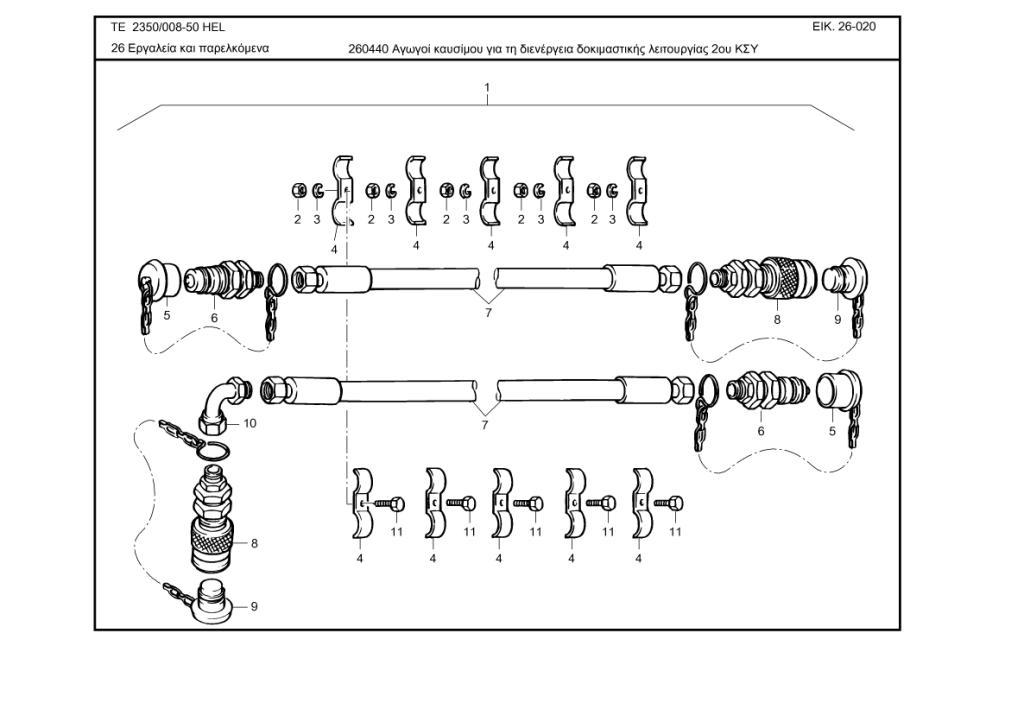 TE 2350/008-50 HEL
ΕΙΚ. 26-020
26 Εργαλεία και παρελκόμενα
260440 Αγωγοί καυσίμου για τη διενέργεια δοκιμαστικής λειτουργίας 2ου ΚΣΥ
1
2 3 2 3 2 3 2 3 2 3
4 4 4 4 4
5 6 7 8 9
10 7 6 5
11 11 11 11 11
8 4 4 4 4 4
9